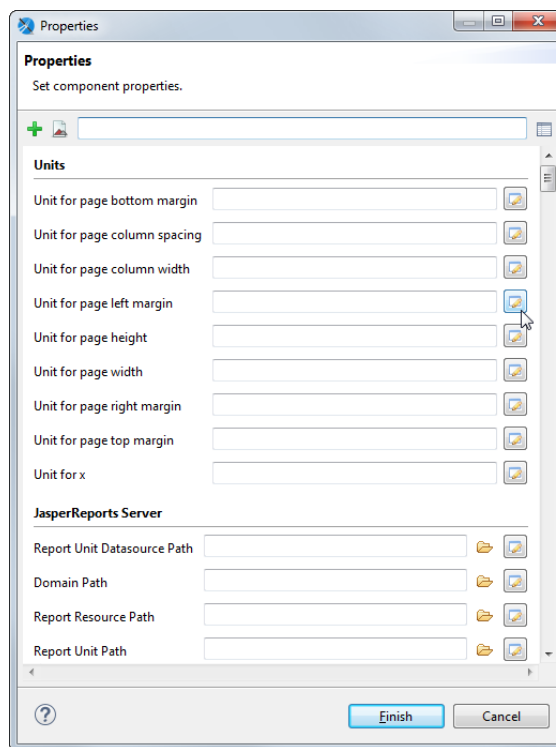 Properties
Properties
Set component properties.
Units
Unit for page bottom margin
Unit for page column spacing
Unit for page column width
Unit for page left margin
Unit for page height
Unit for page width
Unit for page right margin
Unit for page top margin
Unit for x
JasperReports Server
Report Unit Datasource Path
Domain Path
Report Resource Path
Report Unit Path
? Finish Cancel